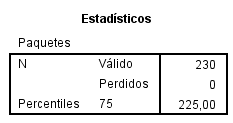 Estadísticos
Paquetes
N Válido 230
Perdidos 0
Percentiles 75 225,00